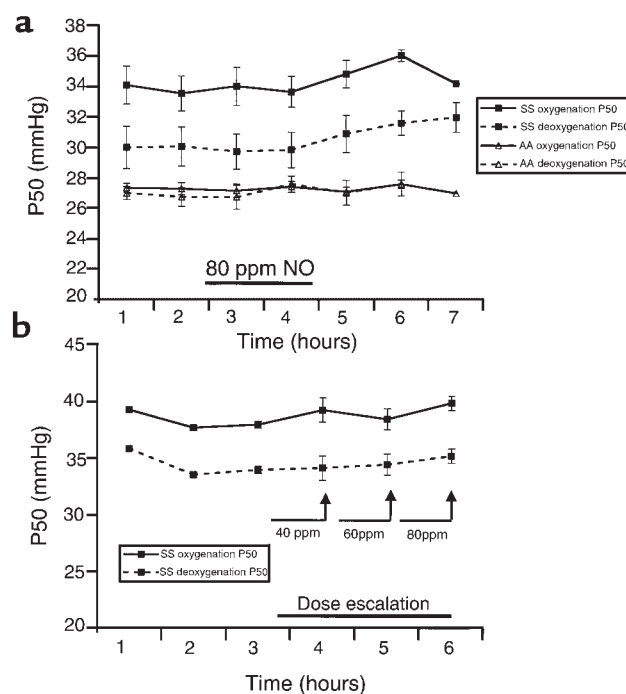 a
P50 (mmHg)
38
36
34
32
30
28
26
24
22
20
SS oxygenation P50
SS deoxygenation P50
AA oxygenation P50
AA deoxygenation P50
80 ppm NO
1 2 3 4 5 6 7
Time (hours)
b
P50 (mmHg)
45
40
35
30
25
20
40 ppm 60ppm 80ppm
SS oxygenation P50
SS deoxygenation P50
Dose escalation
1 2 3 4 5 6
Time (hours)